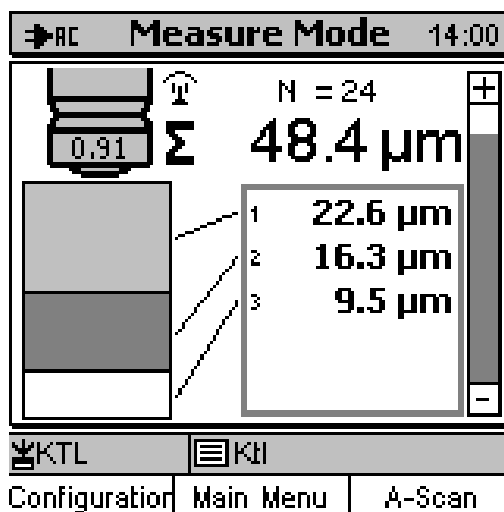 AC Measure Mode 14:00
N = 24
0.91 Σ 48.4 µm
1 22.6 µm
2 16.3 µm
3 9.5 µm
KTL Ktl
Configuration Main Menu A-Scan